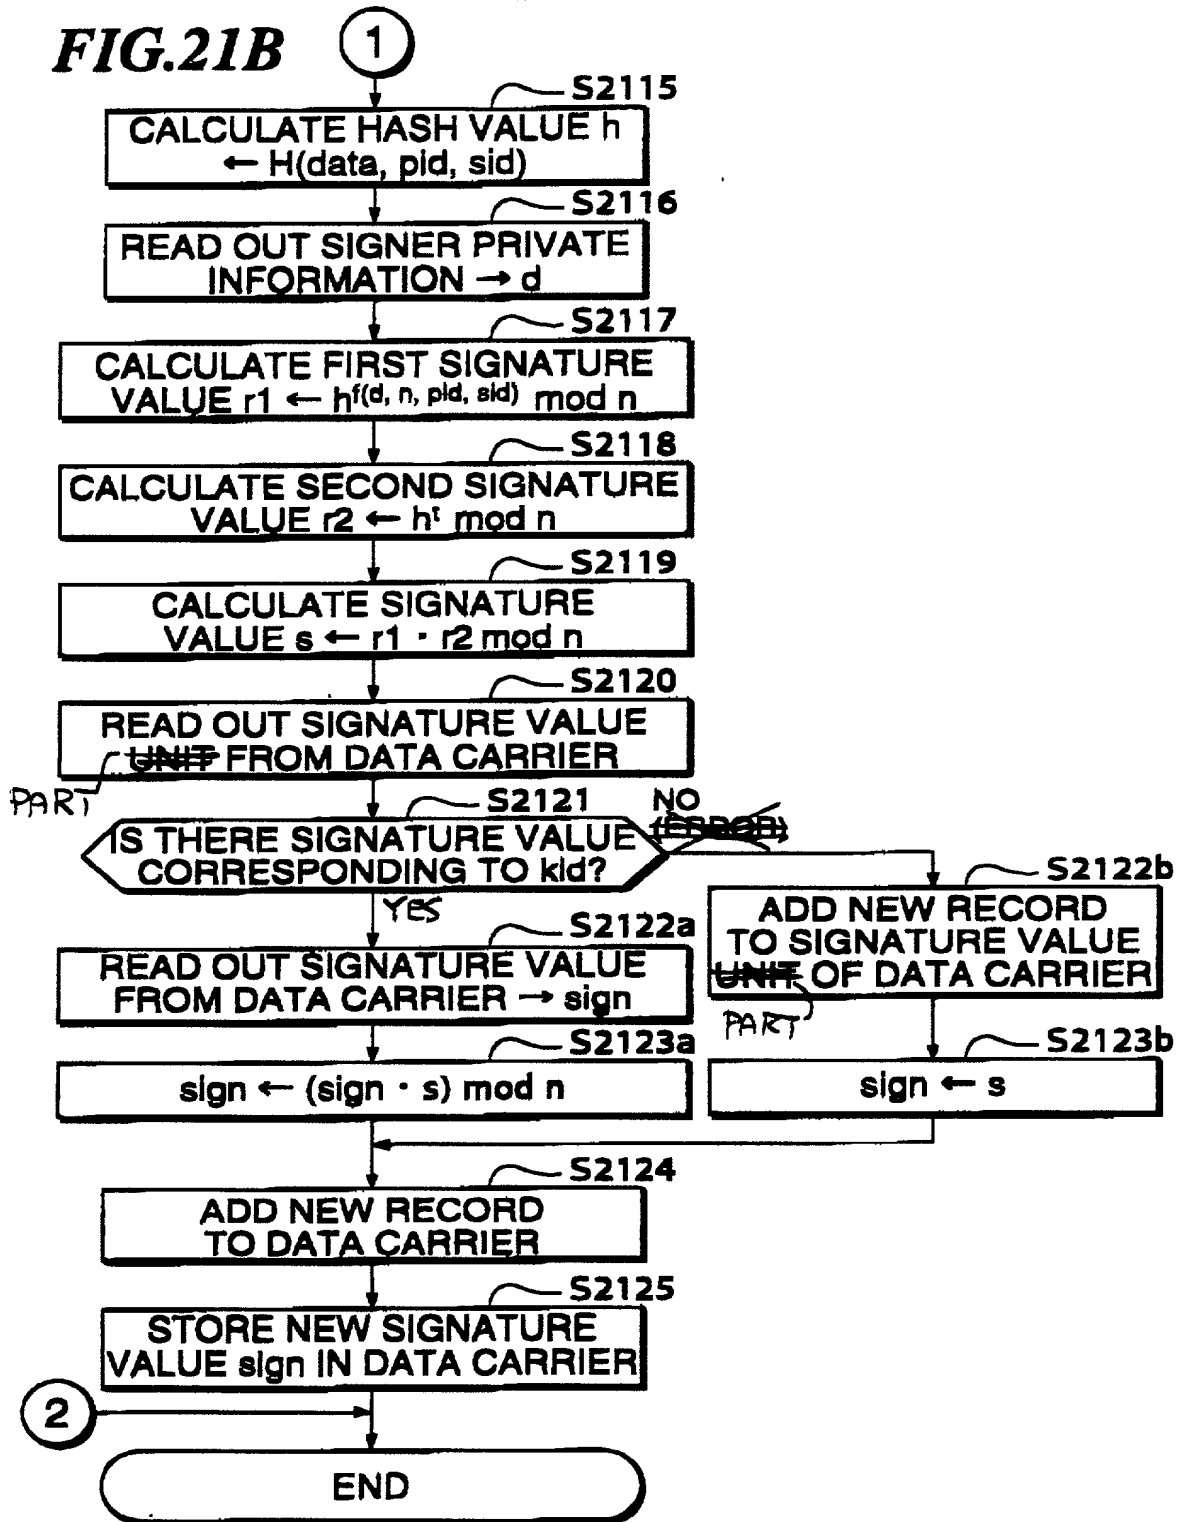 FIG.21B
1
S2115
CALCULATE HASH VALUE h
← H(data, pid, sid)
S2116
READ OUT SIGNER PRIVATE
INFORMATION → d
S2117
CALCULATE FIRST SIGNATURE
VALUE r1 ← h^f(d, n, pid, sid) mod n
S2118
CALCULATE SECOND SIGNATURE
VALUE r2 ← h^t mod n
S2119
CALCULATE SIGNATURE
VALUE s ← r1 · r2 mod n
S2120
READ OUT SIGNATURE VALUE
UNIT FROM DATA CARRIER
PART
S2121
NO
(ERROR)
IS THERE SIGNATURE VALUE
CORRESPONDING TO kid?
YES
S2122b
ADD NEW RECORD
TO SIGNATURE VALUE
UNIT OF DATA CARRIER
PART
S2122a
READ OUT SIGNATURE VALUE
FROM DATA CARRIER → sign
S2123a
sign ← (sign · s) mod n
S2123b
sign ← s
S2124
ADD NEW RECORD
TO DATA CARRIER
S2125
STORE NEW SIGNATURE
VALUE sign IN DATA CARRIER
2
END